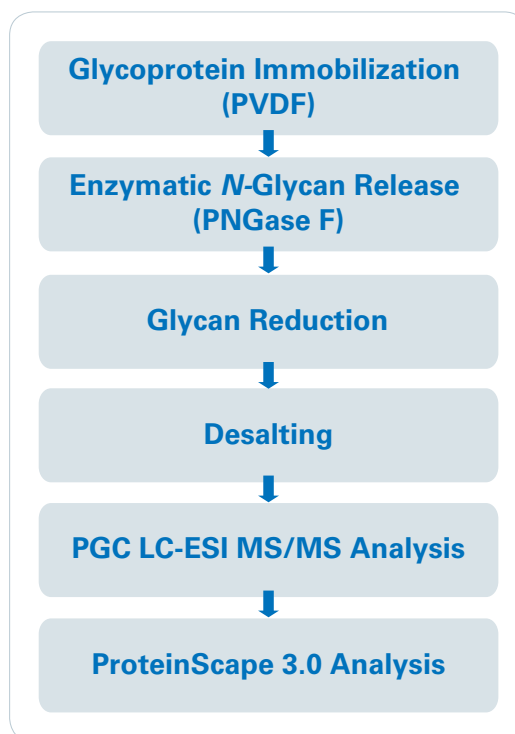 Glycoprotein Immobilization
(PVDF)
Enzymatic N-Glycan Release
(PNGase F)
Glycan Reduction
Desalting
PGC LC-ESI MS/MS Analysis
ProteinScape 3.0 Analysis